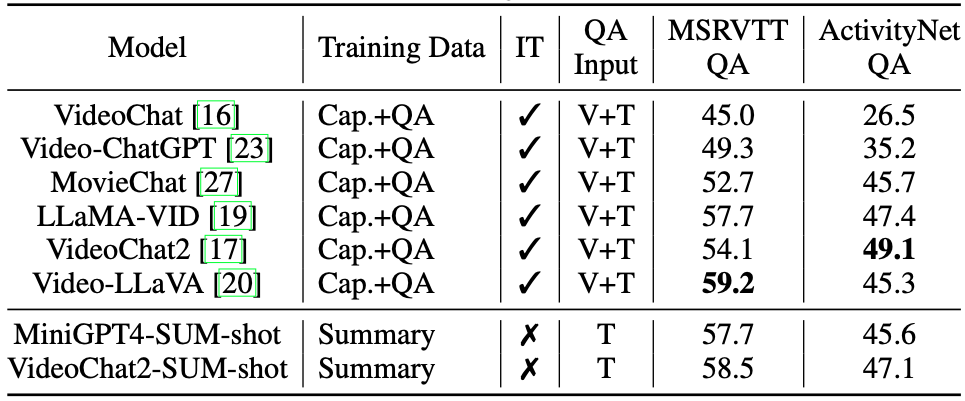 Model Training Data IT QA Input MSRVTT QA ActivityNet QA
VideoChat [16] Cap.+QA ✓ V+T 45.0 26.5
Video-ChatGPT [23] Cap.+QA ✓ V+T 49.3 35.2
MovieChat [27] Cap.+QA ✓ V+T 52.7 45.7
LLaMA-VID [19] Cap.+QA ✓ V+T 57.7 47.4
VideoChat2 [17] Cap.+QA ✓ V+T 54.1 49.1
Video-LLaVA [20] Cap.+QA ✓ V+T 59.2 45.3
MiniGPT4-SUM-shot Summary ✗ T 57.7 45.6
VideoChat2-SUM-shot Summary ✗ T 58.5 47.1